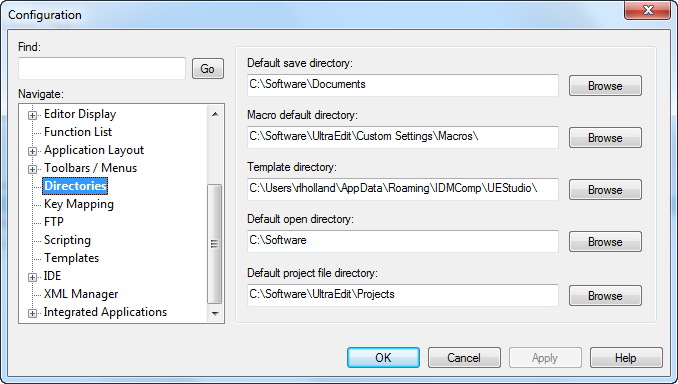 Configuration
Find:
Go
Navigate:
Editor Display
Function List
Application Layout
Toolbars / Menus
Directories
Key Mapping
FTP
Scripting
Templates
IDE
XML Manager
Integrated Applications
Default save directory:
C:\Software\Documents
Browse
Macro default directory:
C:\Software\UltraEdit\Custom Settings\Macros\
Browse
Template directory:
C:\Users\rlholland\AppData\Roaming\IDMComp\UEStudio\
Browse
Default open directory:
C:\Software
Browse
Default project file directory:
C:\Software\UltraEdit\Projects
Browse
OK
Cancel
Apply
Help